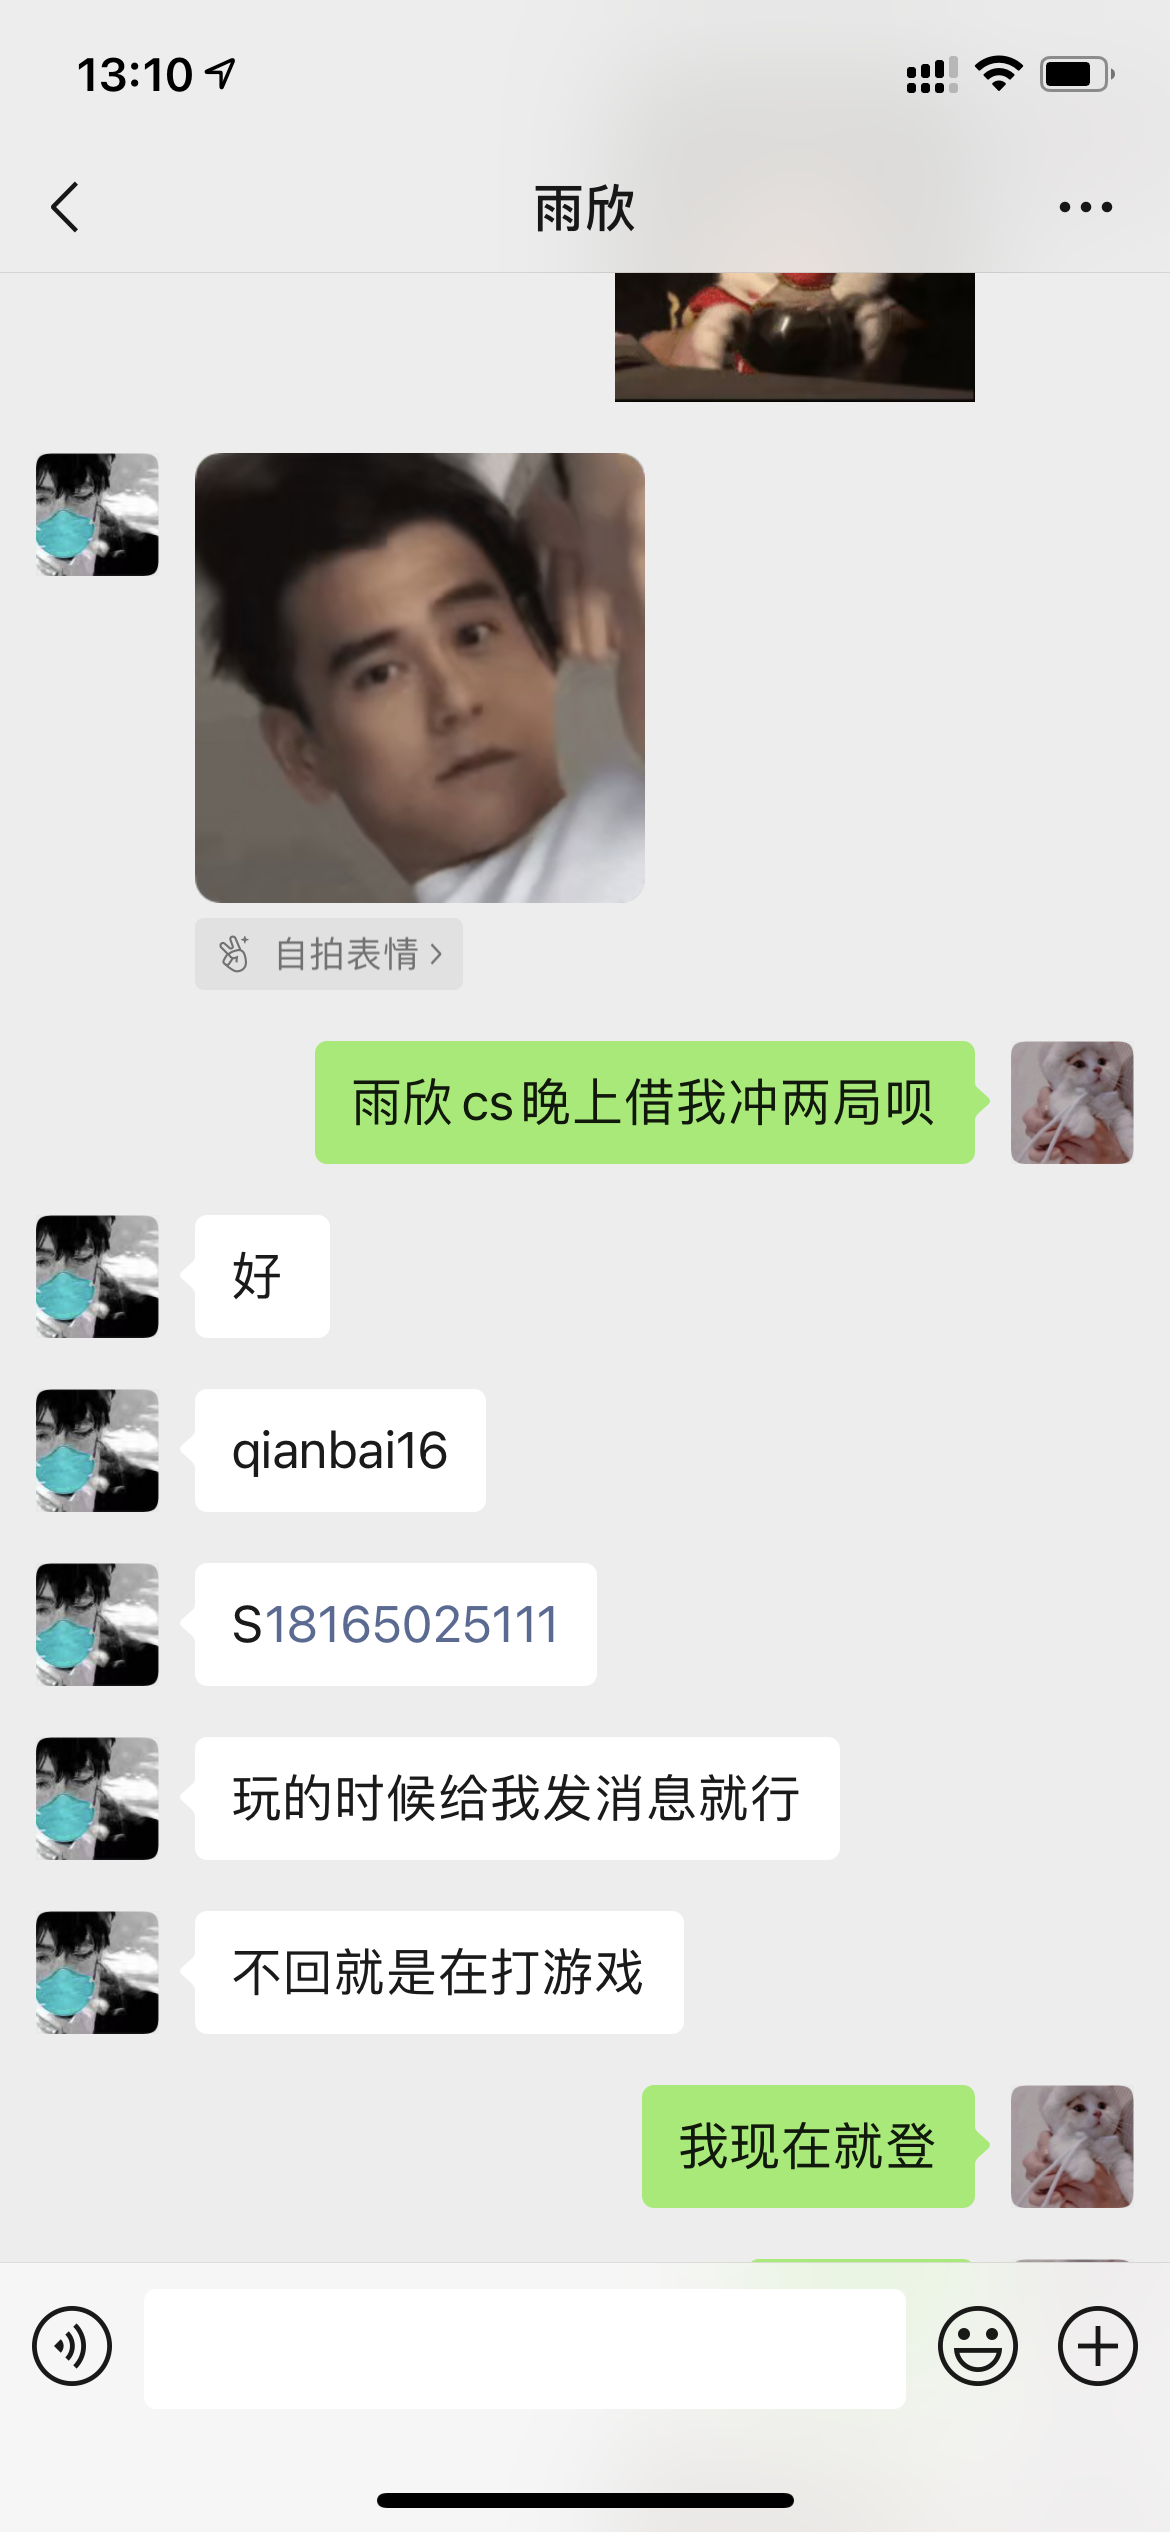 13:10
雨欣
自拍表情
雨欣cs晚上借我冲两局呗
好
qianbai16
S18165025111
玩的时候给我发消息就行
不回就是在打游戏
我现在就登